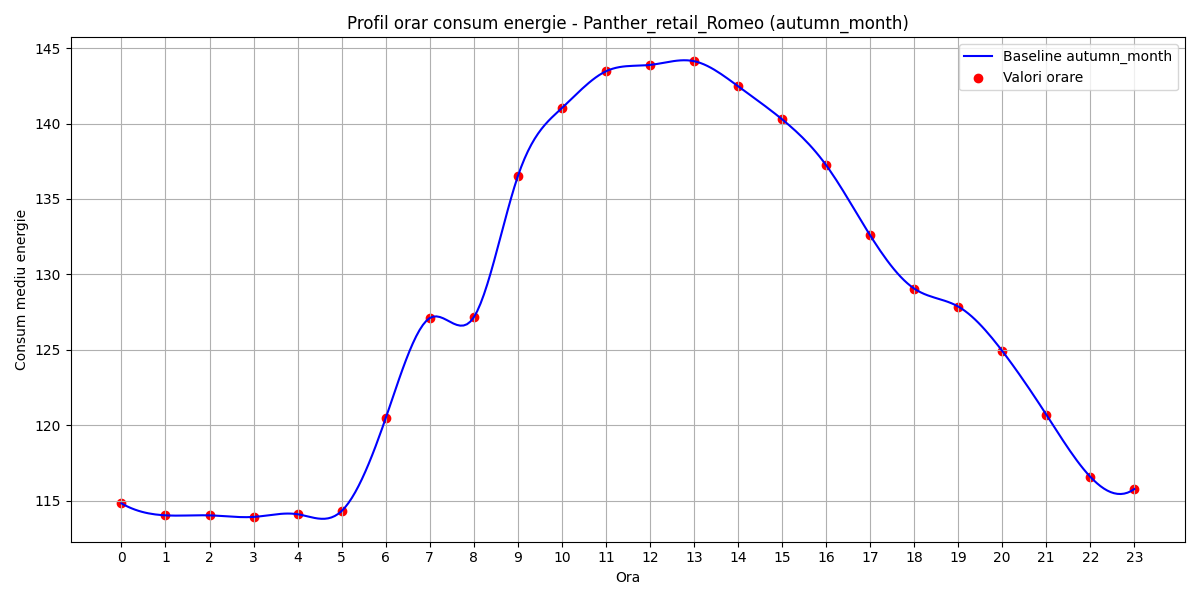 Profil orar consum energie - Panther_retail_Romeo (autumn_month)
Consum mediu energie
145
140
135
130
125
120
115
Baseline autumn_month
Valori orare
0 1 2 3 4 5 6 7 8 9 10 11 12 13 14 15 16 17 18 19 20 21 22 23
Ora